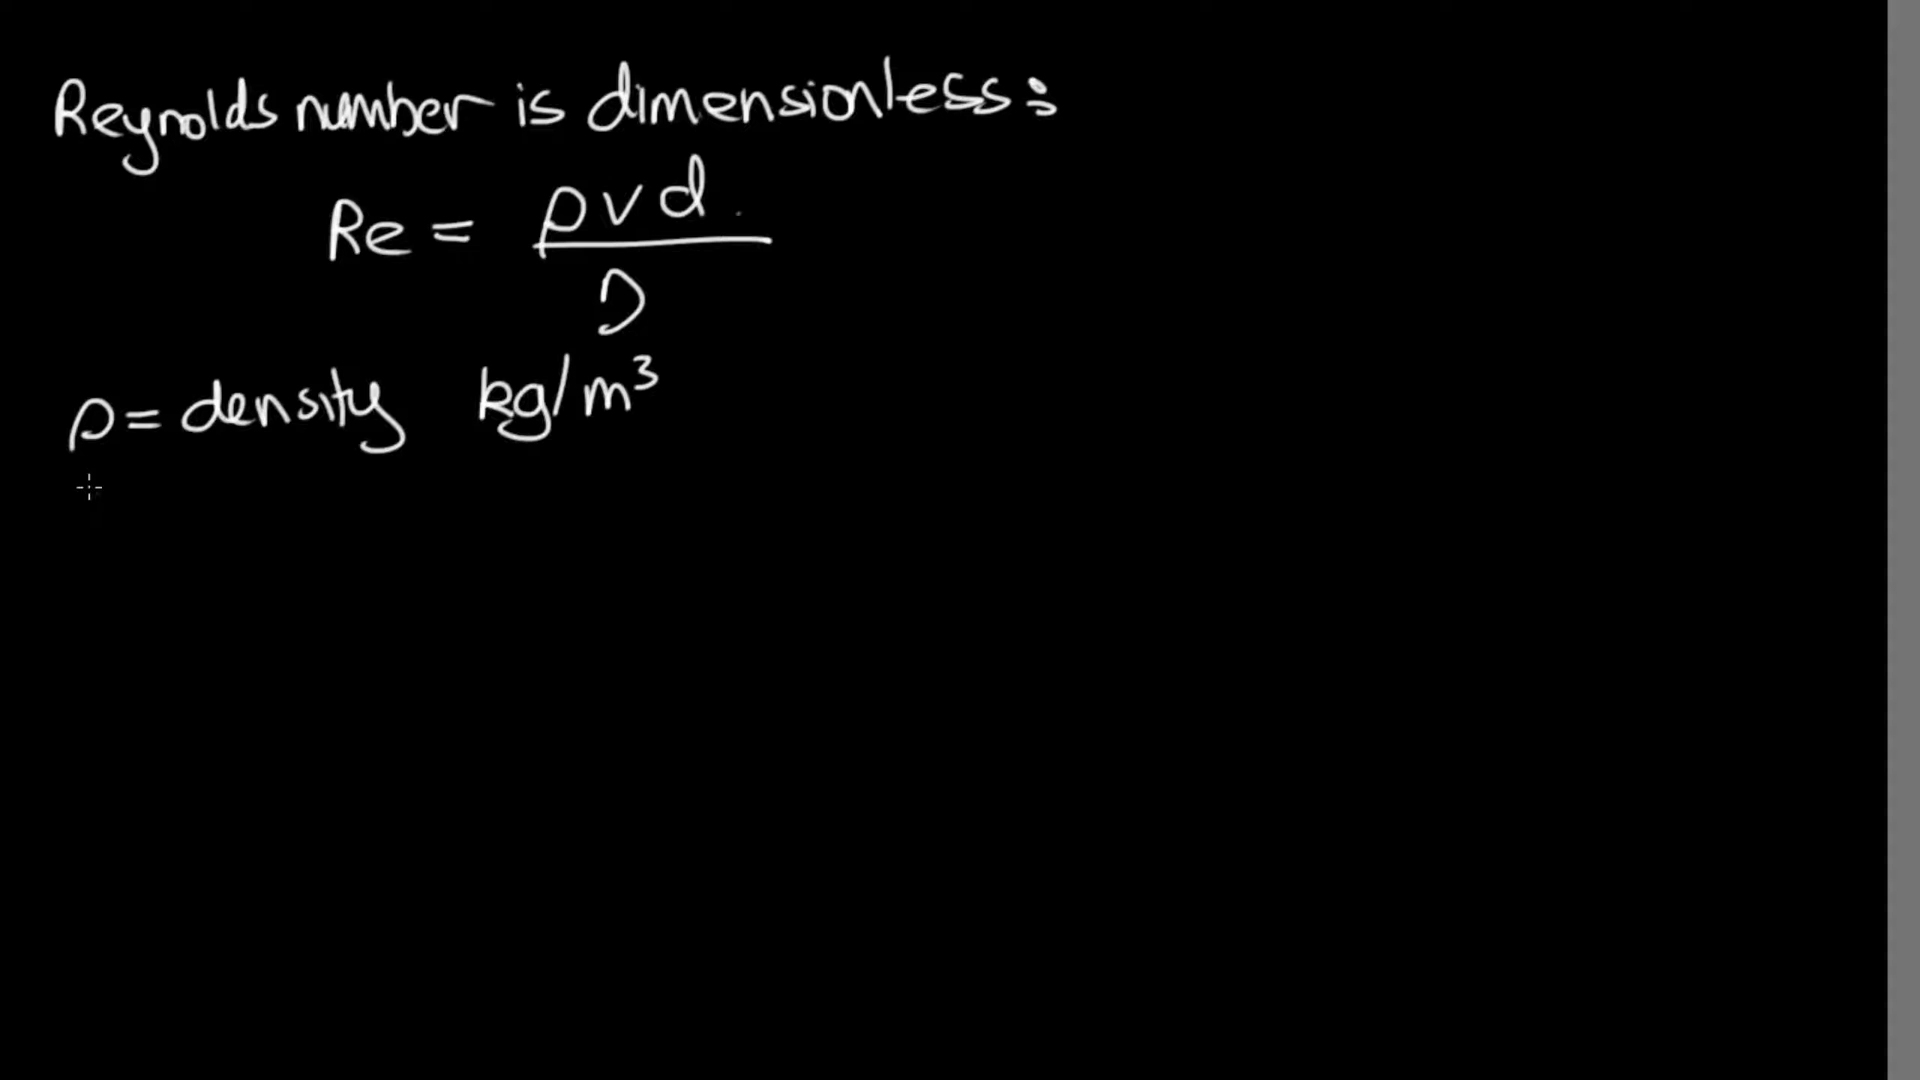 Reynolds number is dimensionless:
Re = ρvd
D
ρ = density kg/m³